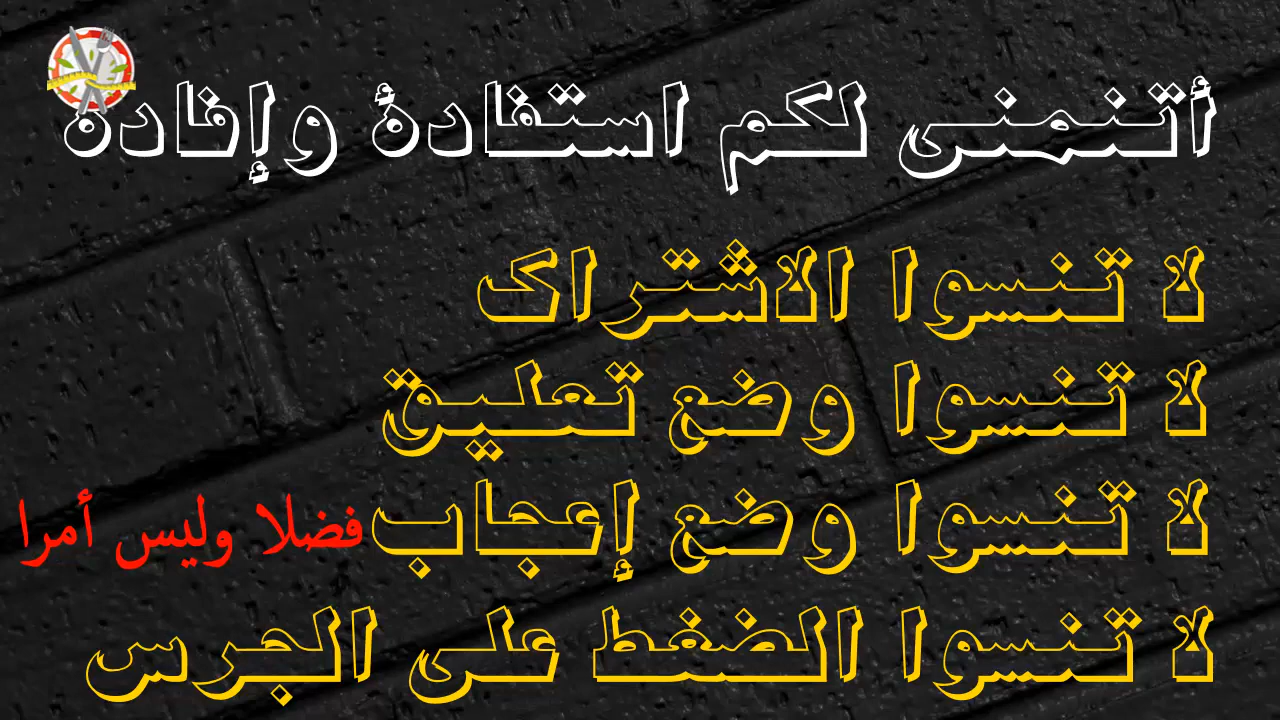 أتنمنى لكم استفادة وإفادة
لا تنسوا الاشتراك
لا تنسوا وضع تعليق
لا تنسوا وضع إعجاب فضلا وليس أمرا
لا تنسوا الضغط على الجرس